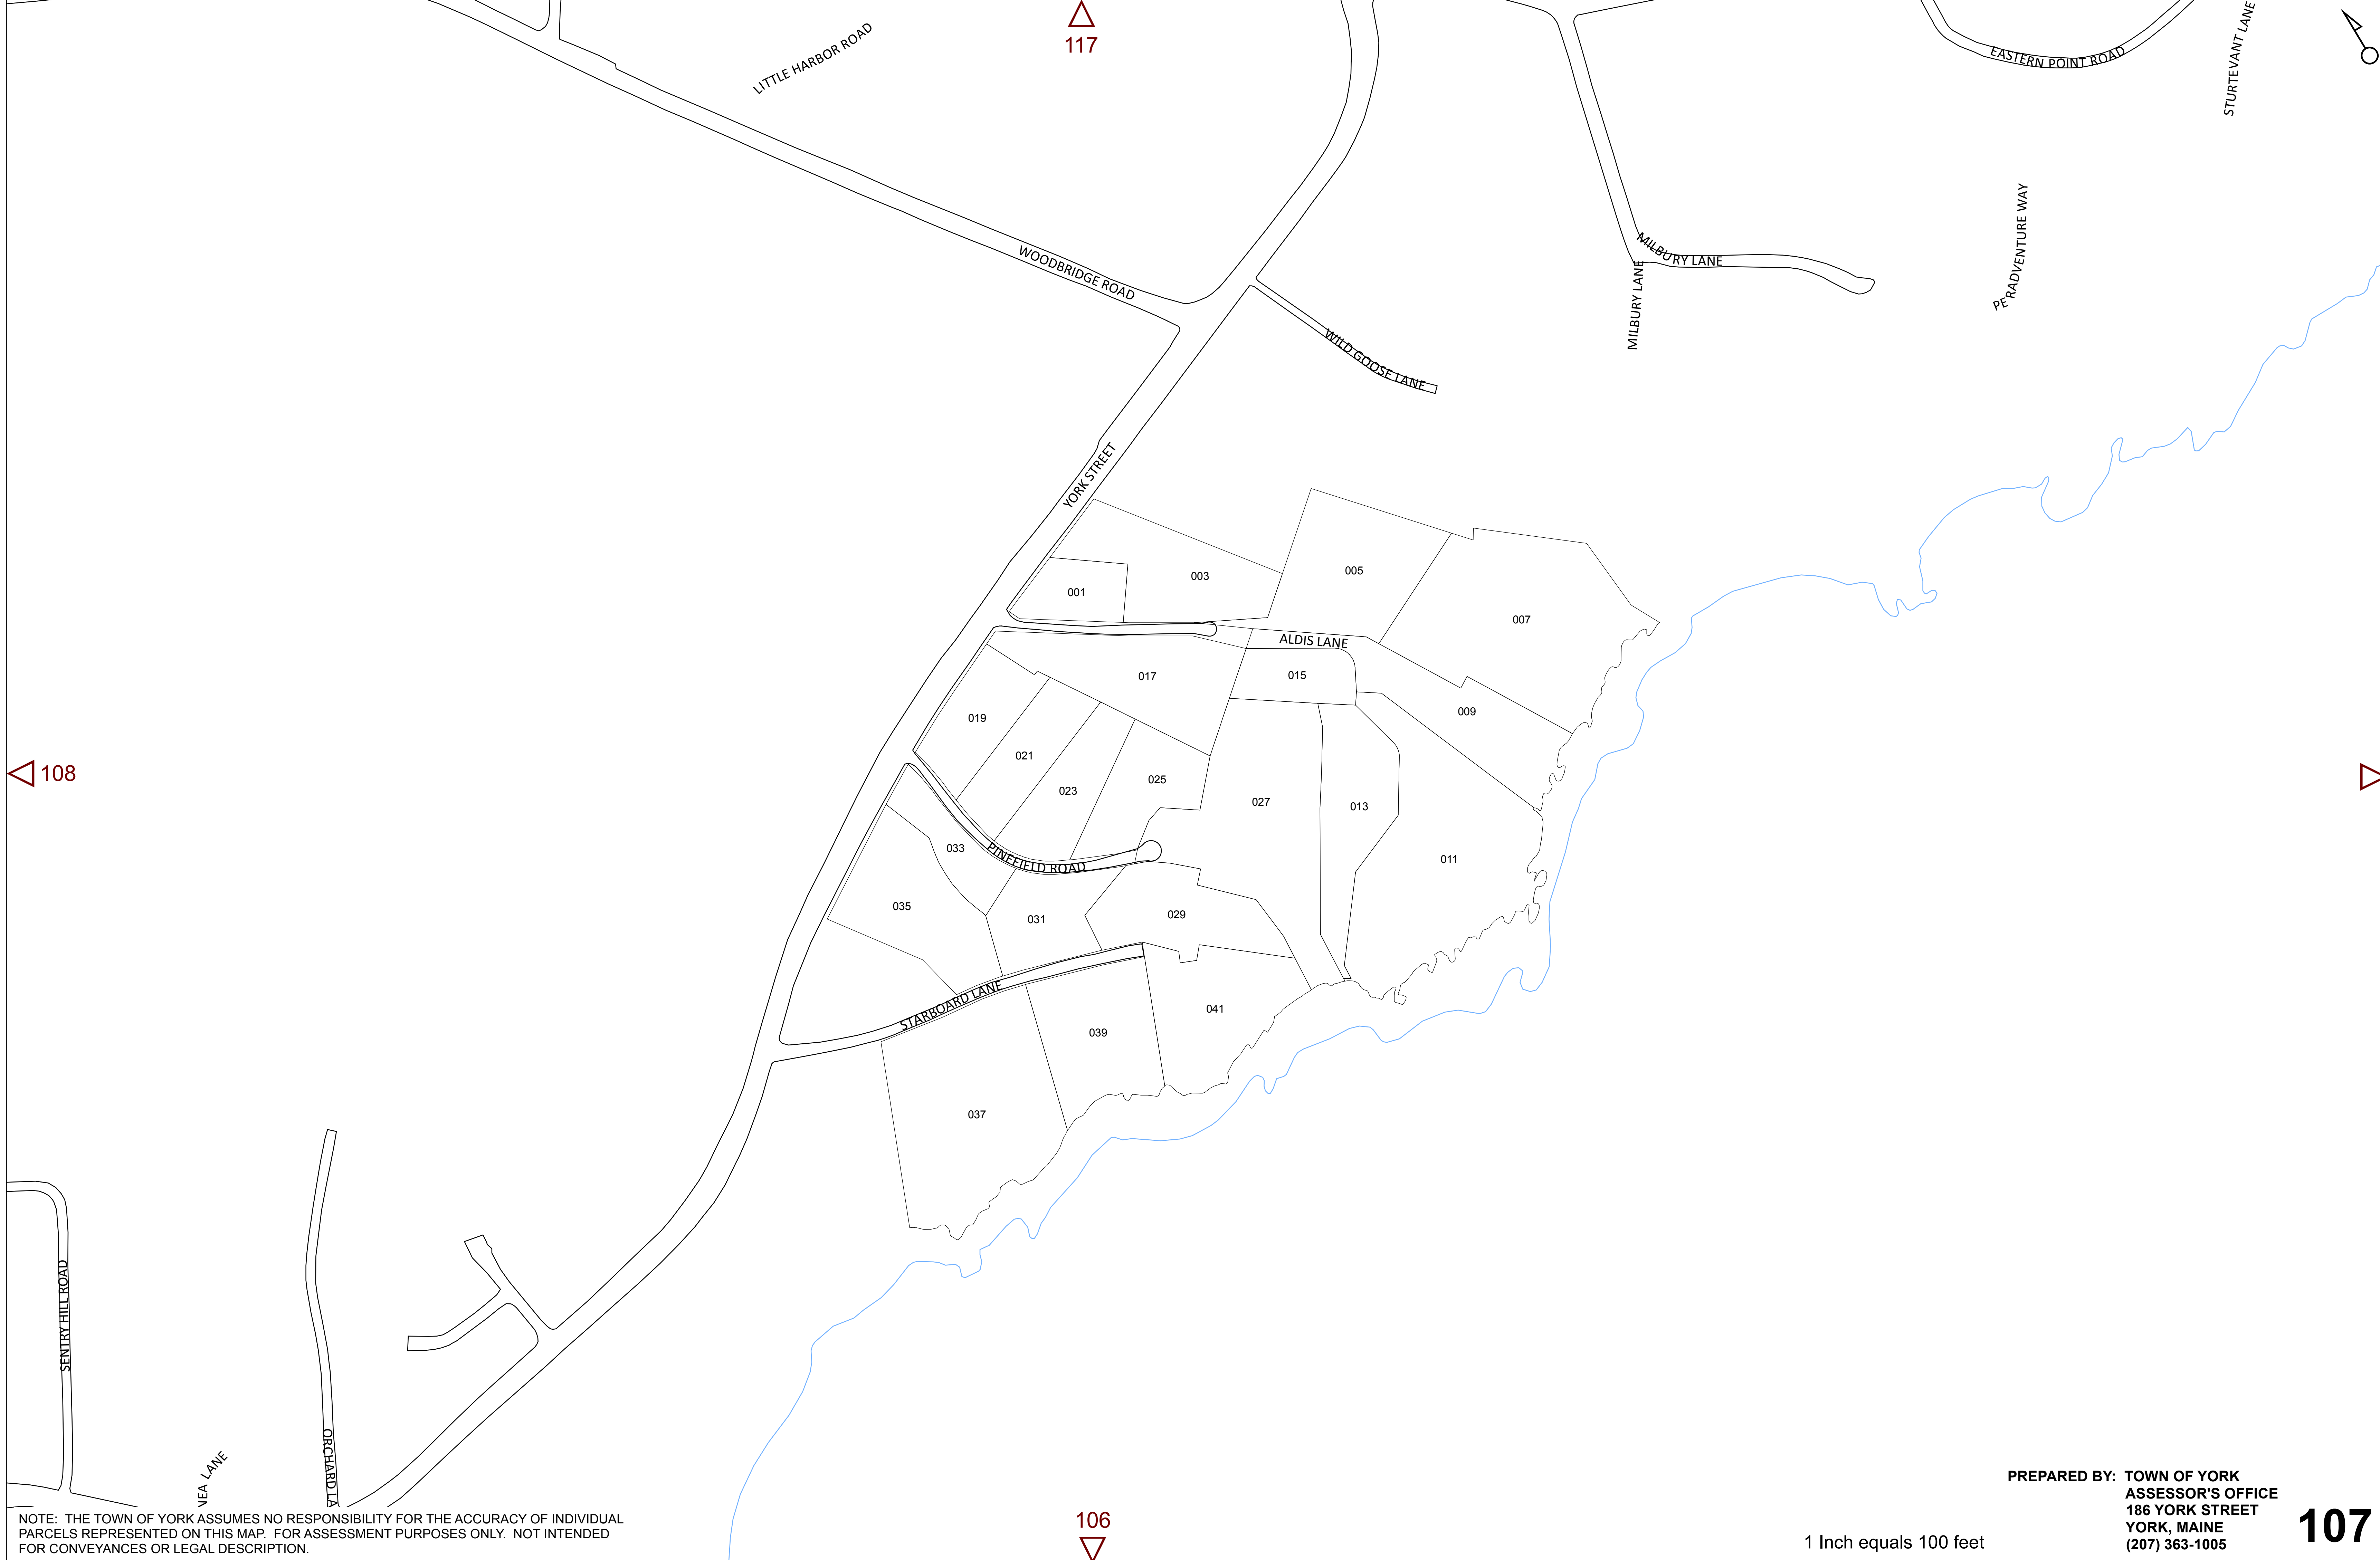 117
LITTLE HARBOR ROAD
EASTERN POINT ROAD
STURTEVANT LANE
WOODBRIDGE ROAD
MILBURY LANE
MILBURY LANE
PERADVENTURE WAY
WILD GOOSE LANE
YORK STREET
001
003
005
007
ALDIS LANE
017
015
009
019
021
023
025
027
013
011
108
033
PINEFIELD ROAD
035
031
029
STARBOARD LANE
039
041
037
SENTRY HILL ROAD
ORCHARD LA
NEA LANE
NOTE: THE TOWN OF YORK ASSUMES NO RESPONSIBILITY FOR THE ACCURACY OF INDIVIDUAL
PARCELS REPRESENTED ON THIS MAP. FOR ASSESSMENT PURPOSES ONLY. NOT INTENDED
FOR CONVEYANCES OR LEGAL DESCRIPTION.
106
1 Inch equals 100 feet
PREPARED BY: TOWN OF YORK
ASSESSOR'S OFFICE
186 YORK STREET
YORK, MAINE
(207) 363-1005
107